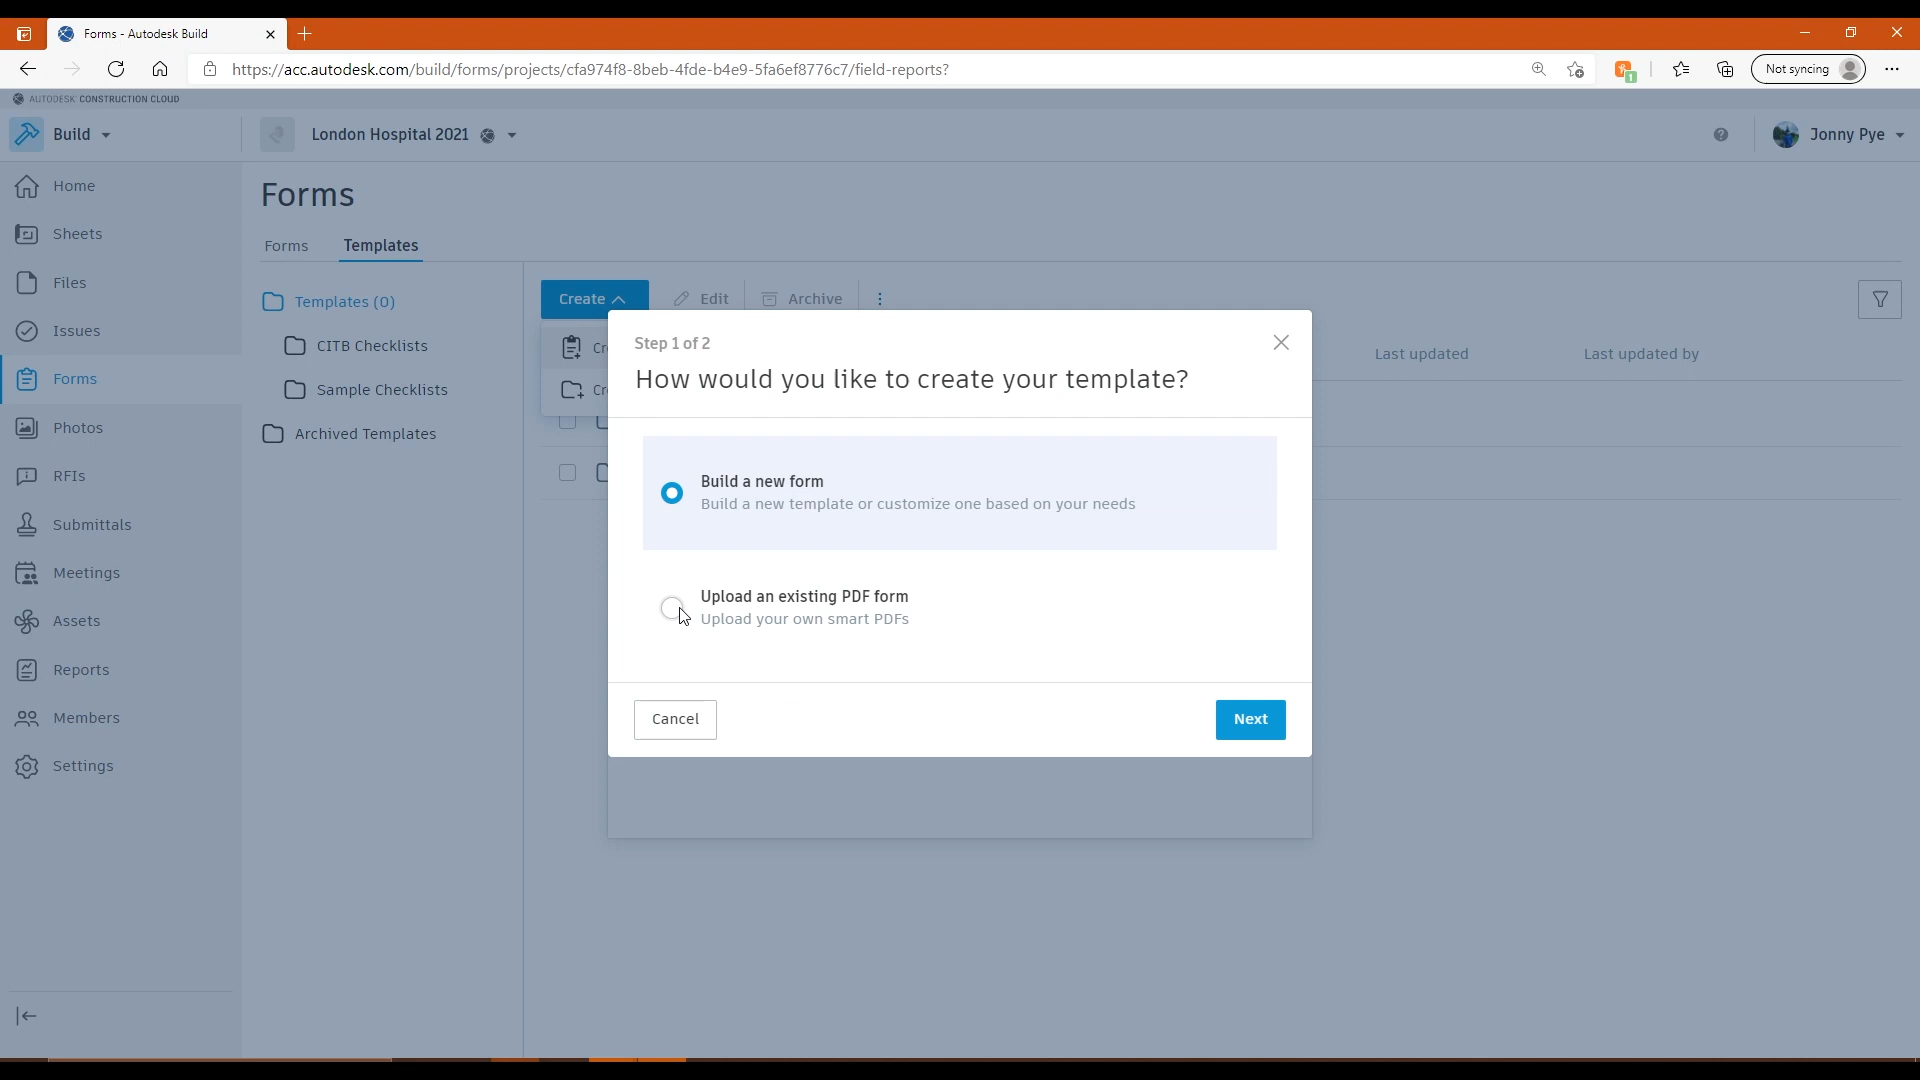 Forms - Autodesk Build
https://acc.autodesk.com/build/forms/projects/cfa974f8-8beb-4fde-b4e9-5fa6ef8776c7/field-reports?
1
Not syncing
AUTODESK CONSTRUCTION CLOUD
Build
London Hospital 2021
Jonny Pye
Home
Sheets
Files
Issues
Forms
Photos
RFIs
Submittals
Meetings
Assets
Reports
Members
Settings
Forms
Forms
Templates
Templates (0)
CITB Checklists
Sample Checklists
Archived Templates
Create
Edit
Archive
Last updated
Last updated by
Step 1 of 2
How would you like to create your template?
Build a new form
Build a new template or customize one based on your needs
Upload an existing PDF form
Upload your own smart PDFs
Cancel
Next